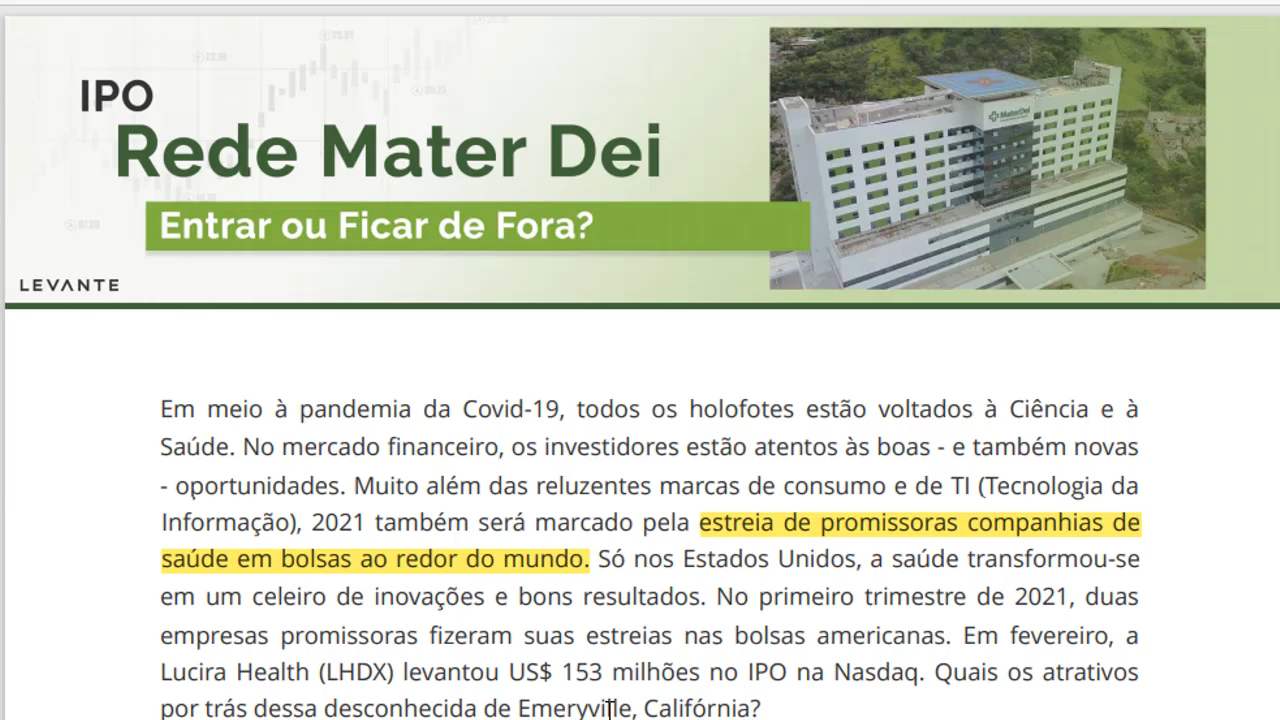 IPO
Rede Mater Dei
Entrar ou Ficar de Fora?
LEVANTE
MaterDei
Em meio à pandemia da Covid-19, todos os holofotes estão voltados à Ciência e à
Saúde. No mercado financeiro, os investidores estão atentos às boas - e também novas
- oportunidades. Muito além das reluzentes marcas de consumo e de TI (Tecnologia da
Informação), 2021 também será marcado pela estreia de promissoras companhias de
saúde em bolsas ao redor do mundo. Só nos Estados Unidos, a saúde transformou-se
em um celeiro de inovações e bons resultados. No primeiro trimestre de 2021, duas
empresas promissoras fizeram suas estreias nas bolsas americanas. Em fevereiro, a
Lucira Health (LHDX) levantou US$ 153 milhões no IPO na Nasdaq. Quais os atrativos
por trás dessa desconhecida de Emeryville, Califórnia?